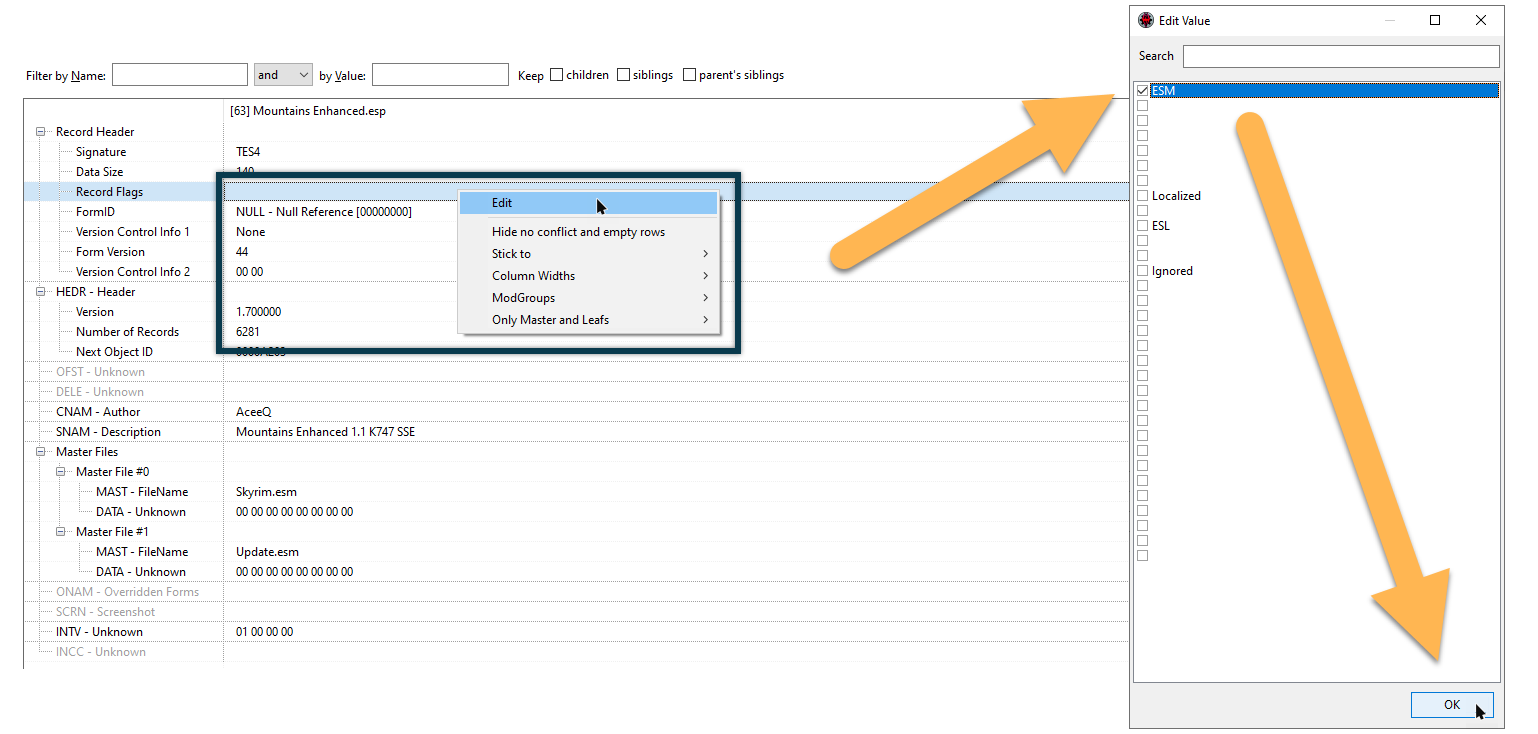 Edit Value
Search
Filter by Name: and by Value: Keep children siblings parent's siblings
ESM
Localized
ESL
Ignored
OK
[63] Mountains Enhanced.esp
Record Header
Signature TES4
Data Size 140
Record Flags
FormID NULL - Null Reference [00000000]
Version Control Info 1 None
Form Version 44
Version Control Info 2 00 00
HEDR - Header
Version 1.700000
Number of Records 6281
Next Object ID
Edit
Hide no conflict and empty rows
Stick to
Column Widths
ModGroups
Only Master and Leafs
OFST - Unknown
DELE - Unknown
CNAM - Author AceeQ
SNAM - Description Mountains Enhanced 1.1 K747 SSE
Master Files
Master File #0
MAST - FileName Skyrim.esm
DATA - Unknown 00 00 00 00 00 00 00 00
Master File #1
MAST - FileName Update.esm
DATA - Unknown 00 00 00 00 00 00 00 00
ONAM - Overridden Forms
SCRN - Screenshot
INTV - Unknown 01 00 00 00
INCC - Unknown